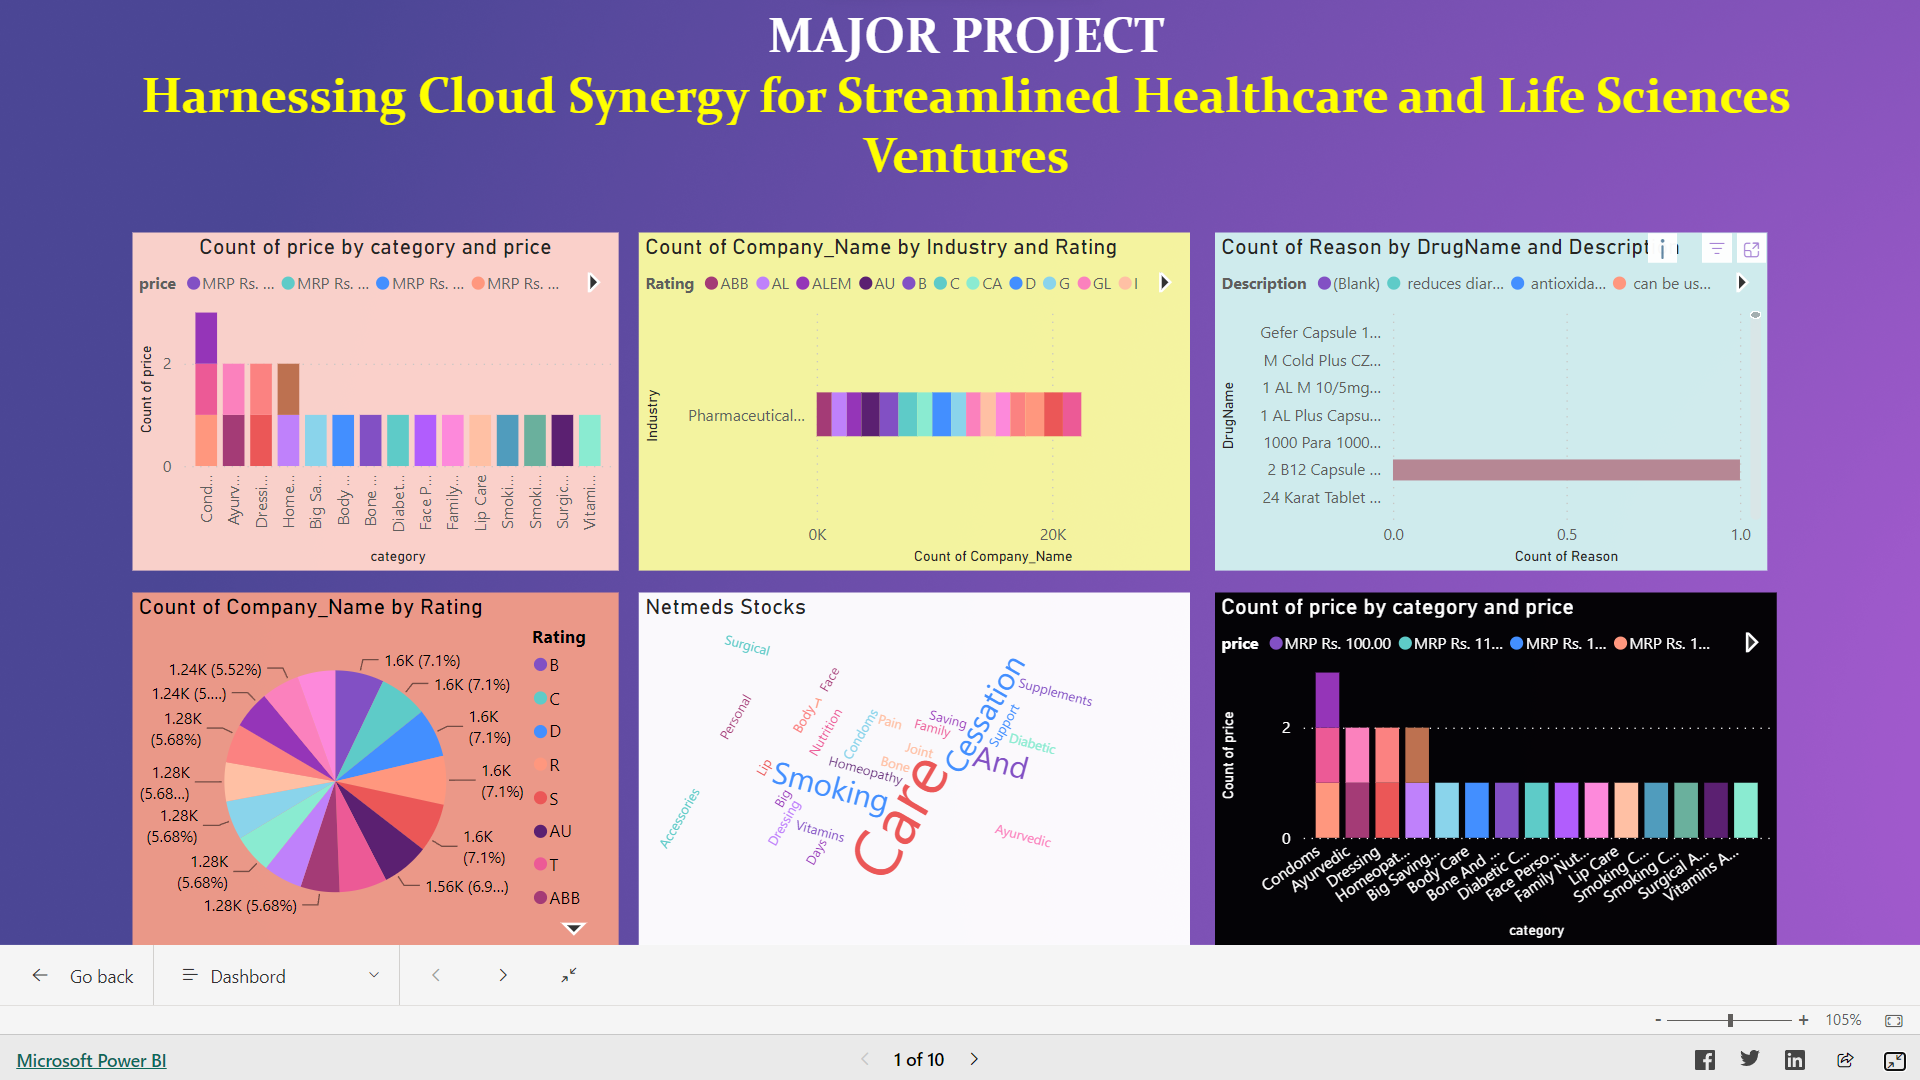 MAJOR PROJECT
Harnessing Cloud Synergy for Streamlined Healthcare and Life Sciences
Ventures
Count of price by category and price
price MRP Rs. ... MRP Rs. ... MRP Rs. ... MRP Rs. ...
Count of price
2
0
Cond... Ayurv... Dressi... Home... Big Sa... Body ... Bone ... Diabet... Face P... Family... Lip Care Smoki... Smoki... Surgic... Vitami...
category
Count of Company_Name by Industry and Rating
Rating ABB AL ALEM AU B C CA D G GL I
Industry
Pharmaceutical...
0K 20K
Count of Company_Name
Count of Reason by DrugName and Descript
Description (Blank) reduces diar... antioxida... can be us...
DrugName
Gefer Capsule 1...
M Cold Plus CZ...
1 AL M 10/5mg...
1 AL Plus Capsu...
1000 Para 1000...
2 B12 Capsule ...
24 Karat Tablet ...
0.0 0.5 1.0
Count of Reason
Count of Company_Name by Rating
1.6K (7.1%)
1.6K (7.1%)
1.6K
(7.1%)
1.6K
(7.1%)
1.6K
(7.1%)
1.56K (6.9...)
1.28K (5.68%)
1.28K
(5.68%)
1.28K
(5.68%)
1.28K
(5.68...)
1.28K
(5.68%)
1.24K (5....)
1.24K (5.52%)
Rating
B
C
D
R
S
AU
T
ABB
Netmeds Stocks
Surgical
Face
Personal
Body
Nutrition
Condoms
Pain
Saving
Family
Cessation
Supplements
Support
Diabetic
Joint
Bone
And
Lip
Homeopathy
Smoking
Care
Big
Dressing
Vitamins
Days
Accessories
Ayurvedic
Count of price by category and price
price MRP Rs. 100.00 MRP Rs. 11... MRP Rs. 1... MRP Rs. 1...
Count of price
2
0
Condoms Ayurvedic Dressing Homeopat... Big Saving... Body Care Bone And ... Diabetic C... Face Perso... Family Nut... Lip Care Smoking C... Smoking C... Surgical A... Vitamins A...
category
Go back Dashbord
- + 105%
Microsoft Power BI 1 of 10